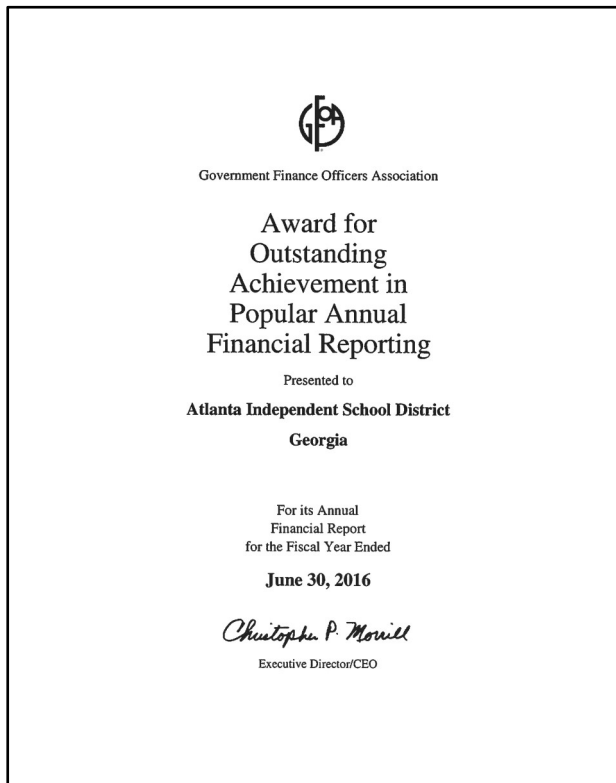 GFOA
Government Finance Officers Association
Award for
Outstanding
Achievement in
Popular Annual
Financial Reporting
Presented to
Atlanta Independent School District
Georgia
For its Annual
Financial Report
for the Fiscal Year Ended
June 30, 2016
Christopher P. Morrill
Executive Director/CEO